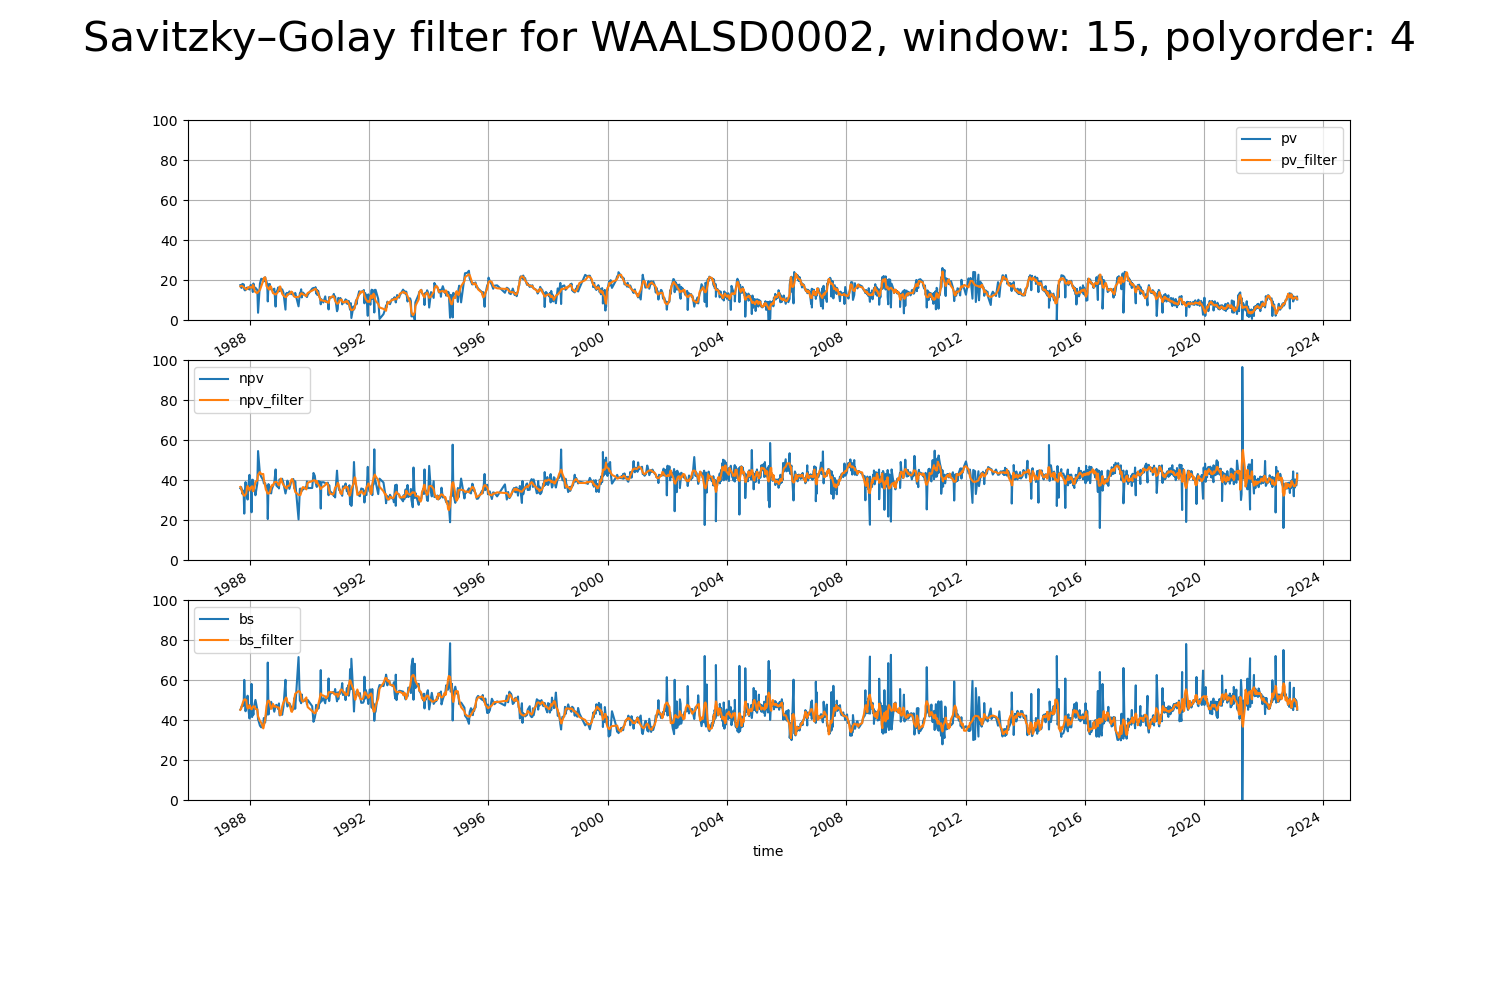 Savitzky–Golay filter for WAALSD0002, window: 15, polyorder: 4
100
80
60
40
20
0
pv
pv_filter
1988 1992 1996 2000 2004 2008 2012 2016 2020 2024
100
80
60
40
20
0
npv
npv_filter
1988 1992 1996 2000 2004 2008 2012 2016 2020 2024
100
80
60
40
20
0
bs
bs_filter
1988 1992 1996 2000 2004 2008 2012 2016 2020 2024
time